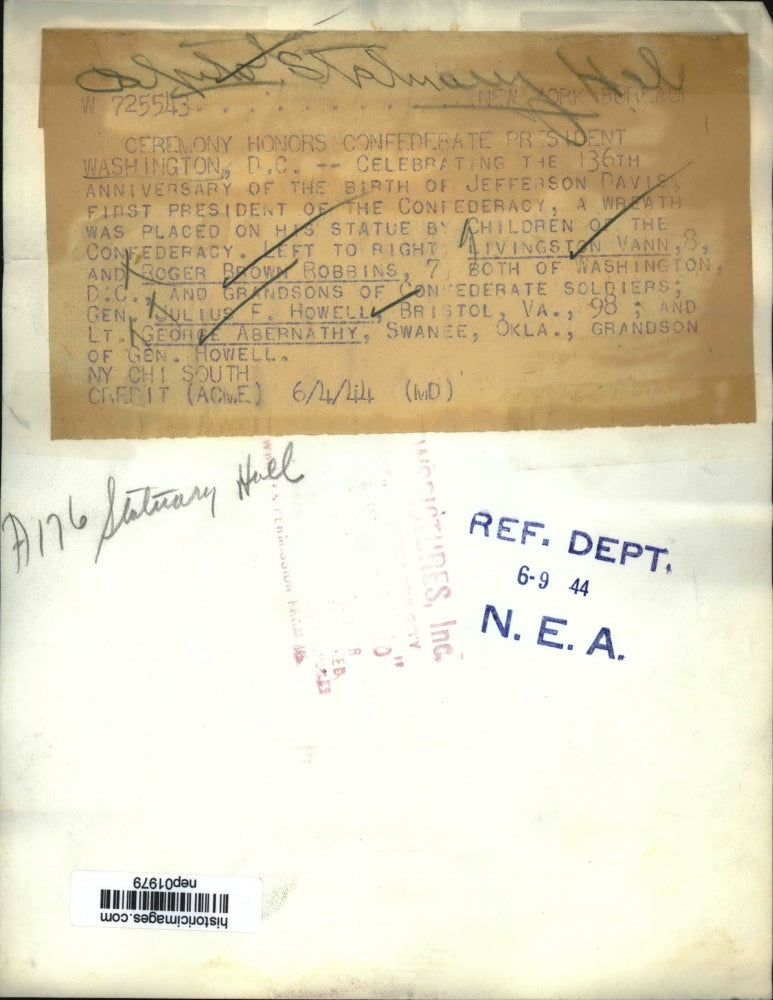 Statuary Hall
W 725543 . . . . . . . . . NEW YORK BUREAU
CEREMONY HONORS CONFEDERATE PRESIDENT
WASHINGTON, D.C. -- CELEBRATING THE 136TH
ANNIVERSARY OF THE BIRTH OF JEFFERSON DAVIS,
FIRST PRESIDENT OF THE CONFEDERACY, A WREATH
WAS PLACED ON HIS STATUE BY CHILDREN OF THE
CONFEDERACY. LEFT TO RIGHT: LIVINGSTON VANN, 8,
AND ROGER BROWN ROBBINS, 7, BOTH OF WASHINGTON,
D.C., AND GRANDSONS OF CONFEDERATE SOLDIERS;
GEN. JULIUS F. HOWELL, BRISTOL, VA., 98 ; AND
LT. GEORGE ABERNATHY, SWANEE, OKLA., GRANDSON
OF GEN. HOWELL.
NY CHI SOUTH
CREDIT (ACME) 6/4/44 (MD)
A176 Statuary Hall
REF. DEPT.
6-9 44
N. E. A.
PICTURES, Inc.
PERMISSION FROM
nep01979
historicimages.com